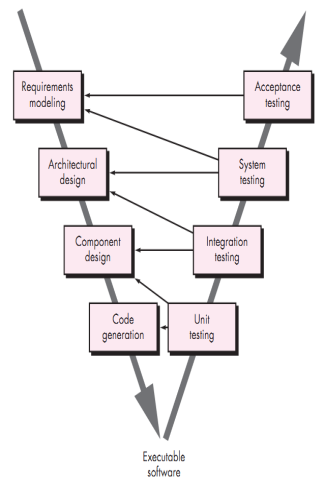 Requirements
modeling
Acceptance
testing
Architectural
design
System
testing
Component
design
Integration
testing
Code
generation
Unit
testing
Executable
software